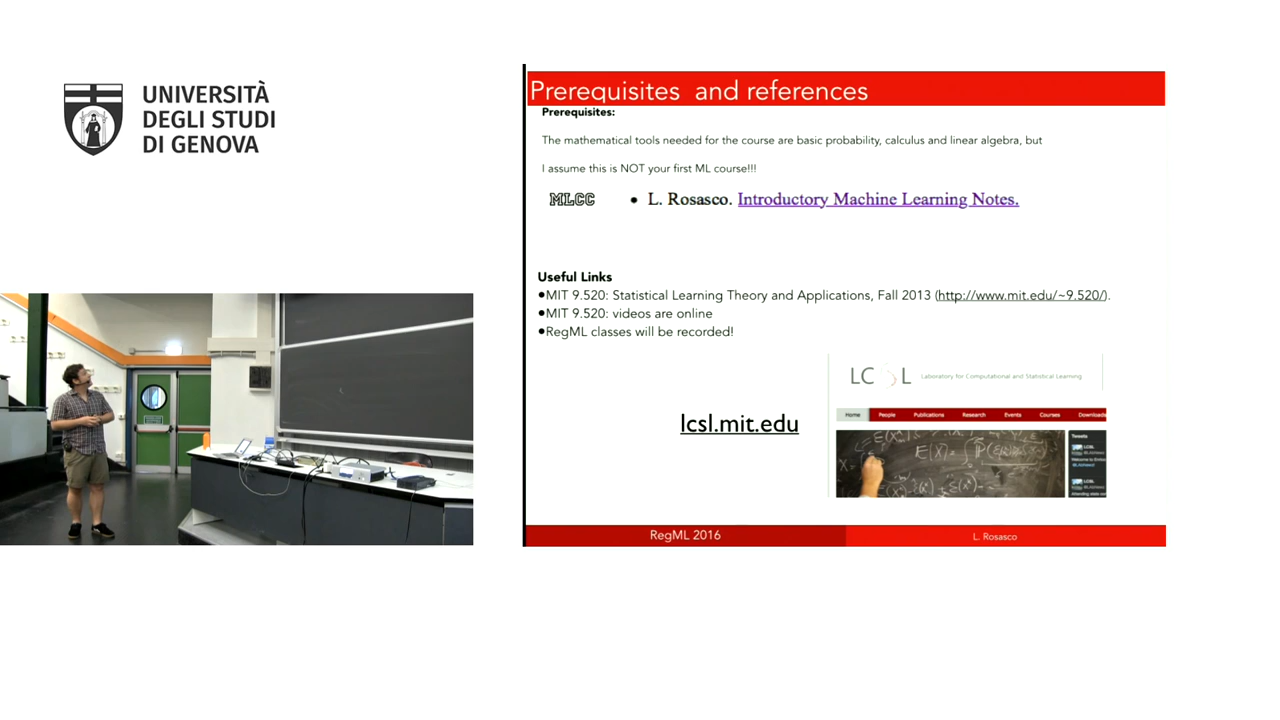 UNIVERSITÀ
DEGLI STUDI
DI GENOVA
Prerequisites and references
Prerequisites:
The mathematical tools needed for the course are basic probability, calculus and linear algebra, but
I assume this is NOT your first ML course!!!
MLCC
• L. Rosasco. Introductory Machine Learning Notes.
Useful Links
●MIT 9.520: Statistical Learning Theory and Applications, Fall 2013 (http://www.mit.edu/~9.520/).
●MIT 9.520: videos are online
●RegML classes will be recorded!
LC L Laboratory for Computational and Statistical Learning
Home People Publications Research Events Courses Downloads
lcsl.mit.edu
Tweets
LCSL
LCSL
RegML 2016
L. Rosasco